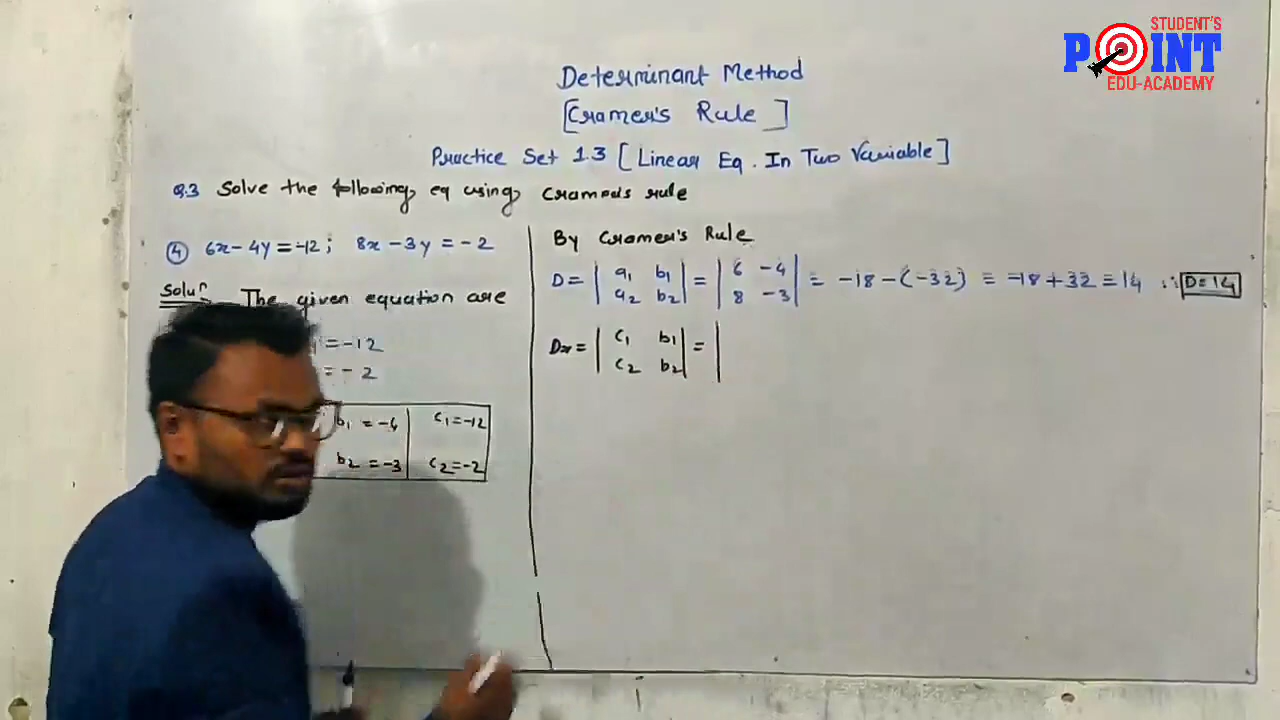 STUDENT'S
POINT
EDU-ACADEMY
Determinant Method
[Cramer's Rule]
Practice Set 1.3 [Linear Eq. In Two Variable]
Q.3 Solve the following eq using Cramer's rule
④ 6x - 4y = -12; 8x - 3y = -2
Soluⁿ The given equation are
= -12
= -2
b₁ = -4 | c₁ = -12
b₂ = -3 | c₂ = -2
By Cramer's Rule
D = | a₁ b₁ | = | 6 -4 | = -18 - (-32) = -18 + 32 = 14 ∴ D = 14
| a₂ b₂ | | 8 -3 |
Dx = | c₁ b₁ | = |
| c₂ b₂ |